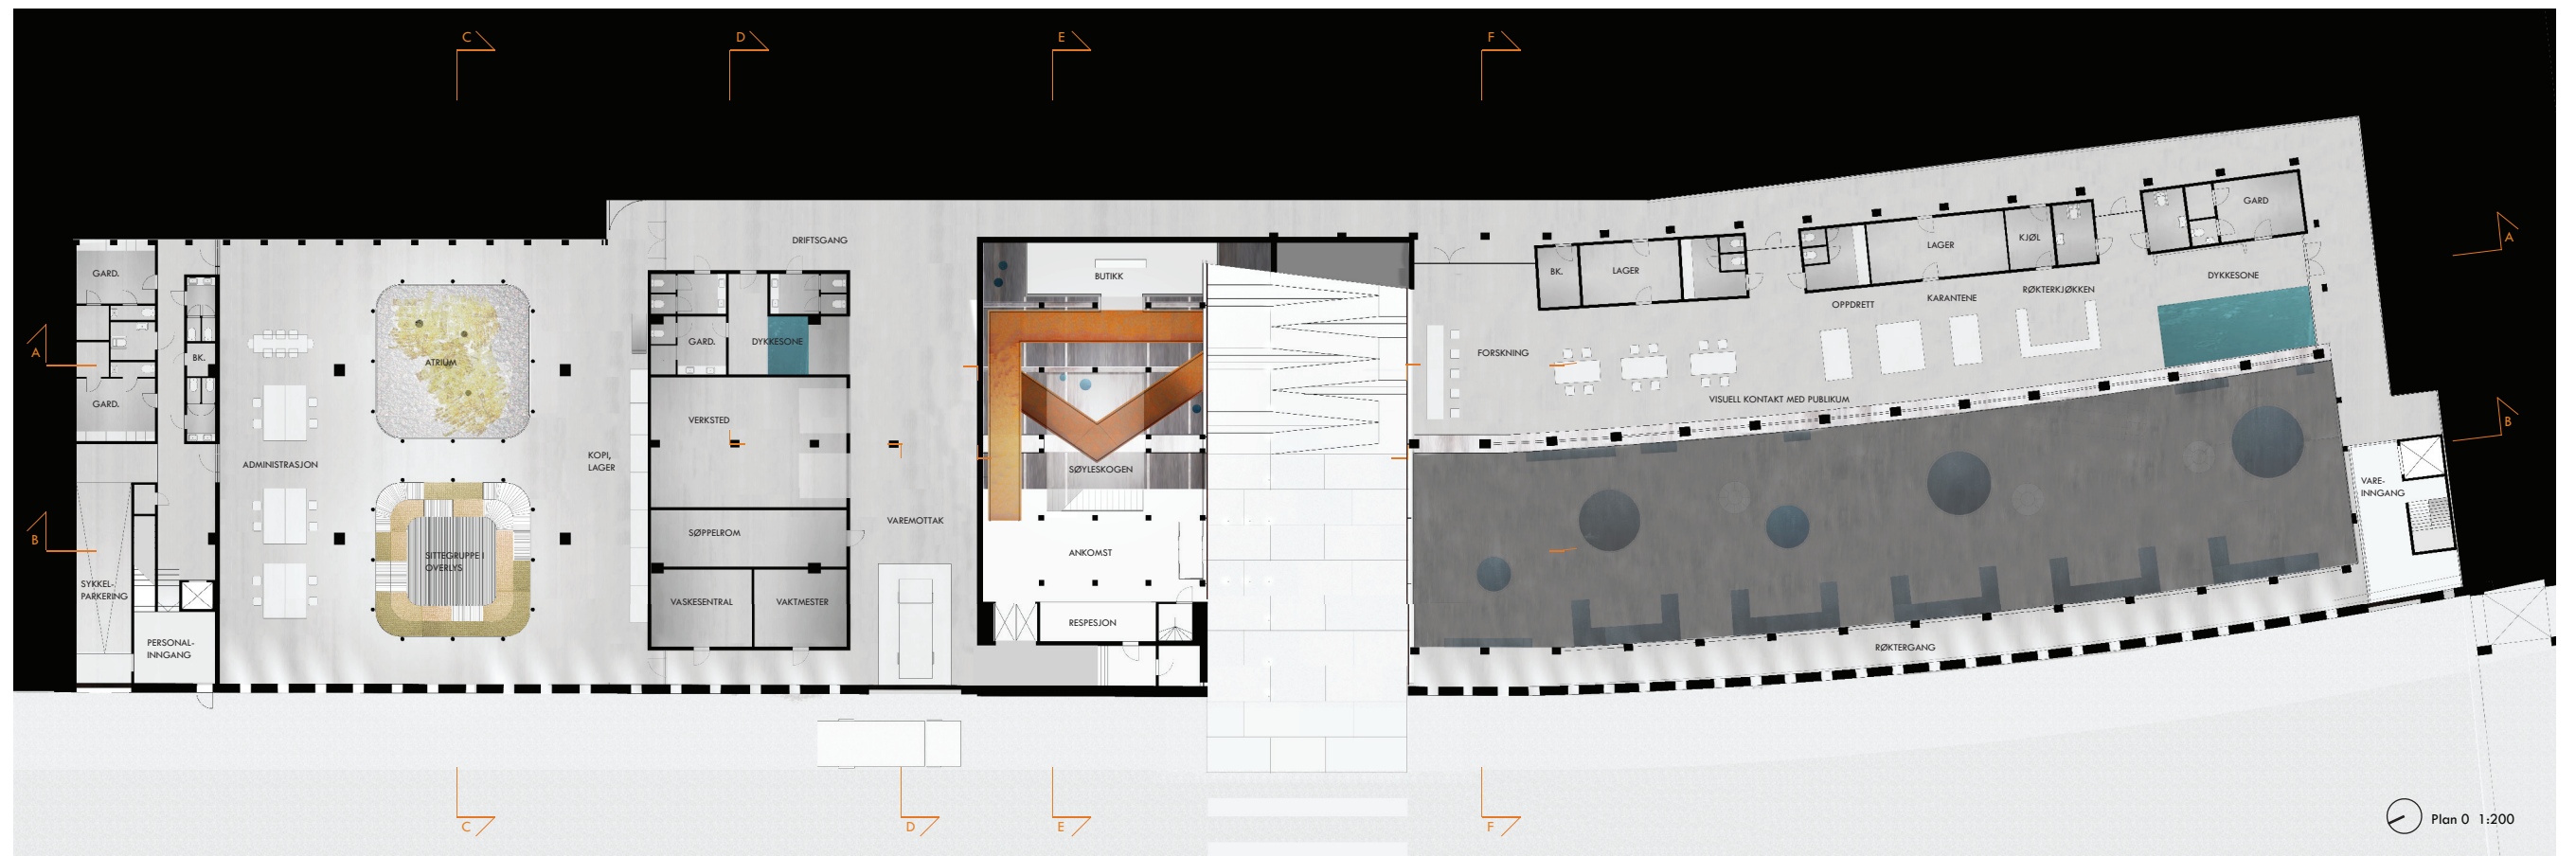 C
D
E
F
DRIFTSGANG
GARD.
BUTIKK
BK.
LAGER
LAGER
KJØL
GARD
DYKKESONE
RØKTERKJØKKEN
KARANTENE
OPPDRETT
A
A
BK.
ATRIUM
GARD.
DYKKESONE
FORSKNING
GARD.
VERKSTED
VISUELL KONTAKT MED PUBLIKUM
B
ADMINISTRASJON
KOPI,
LAGER
SØYLESKOGEN
VARE-
INNGANG
VAREMOTTAK
B
SØPPELROM
SITTEGRUPPE I
OVERLYS
ANKOMST
SYKKEL-
PARKERING
VASKESENTRAL
VAKTMESTER
RESPESJON
PERSONAL-
INNGANG
RØKTERGANG
C
D
E
F
Plan 0 1:200